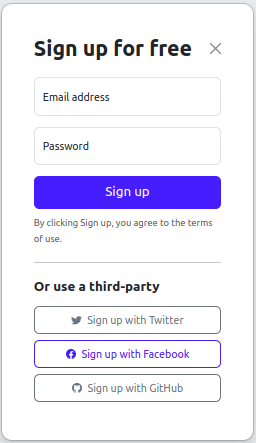 Sign up for free
Email address
Password
Sign up
By clicking Sign up, you agree to the terms
of use.
Or use a third-party
Sign up with Twitter
Sign up with Facebook
Sign up with GitHub